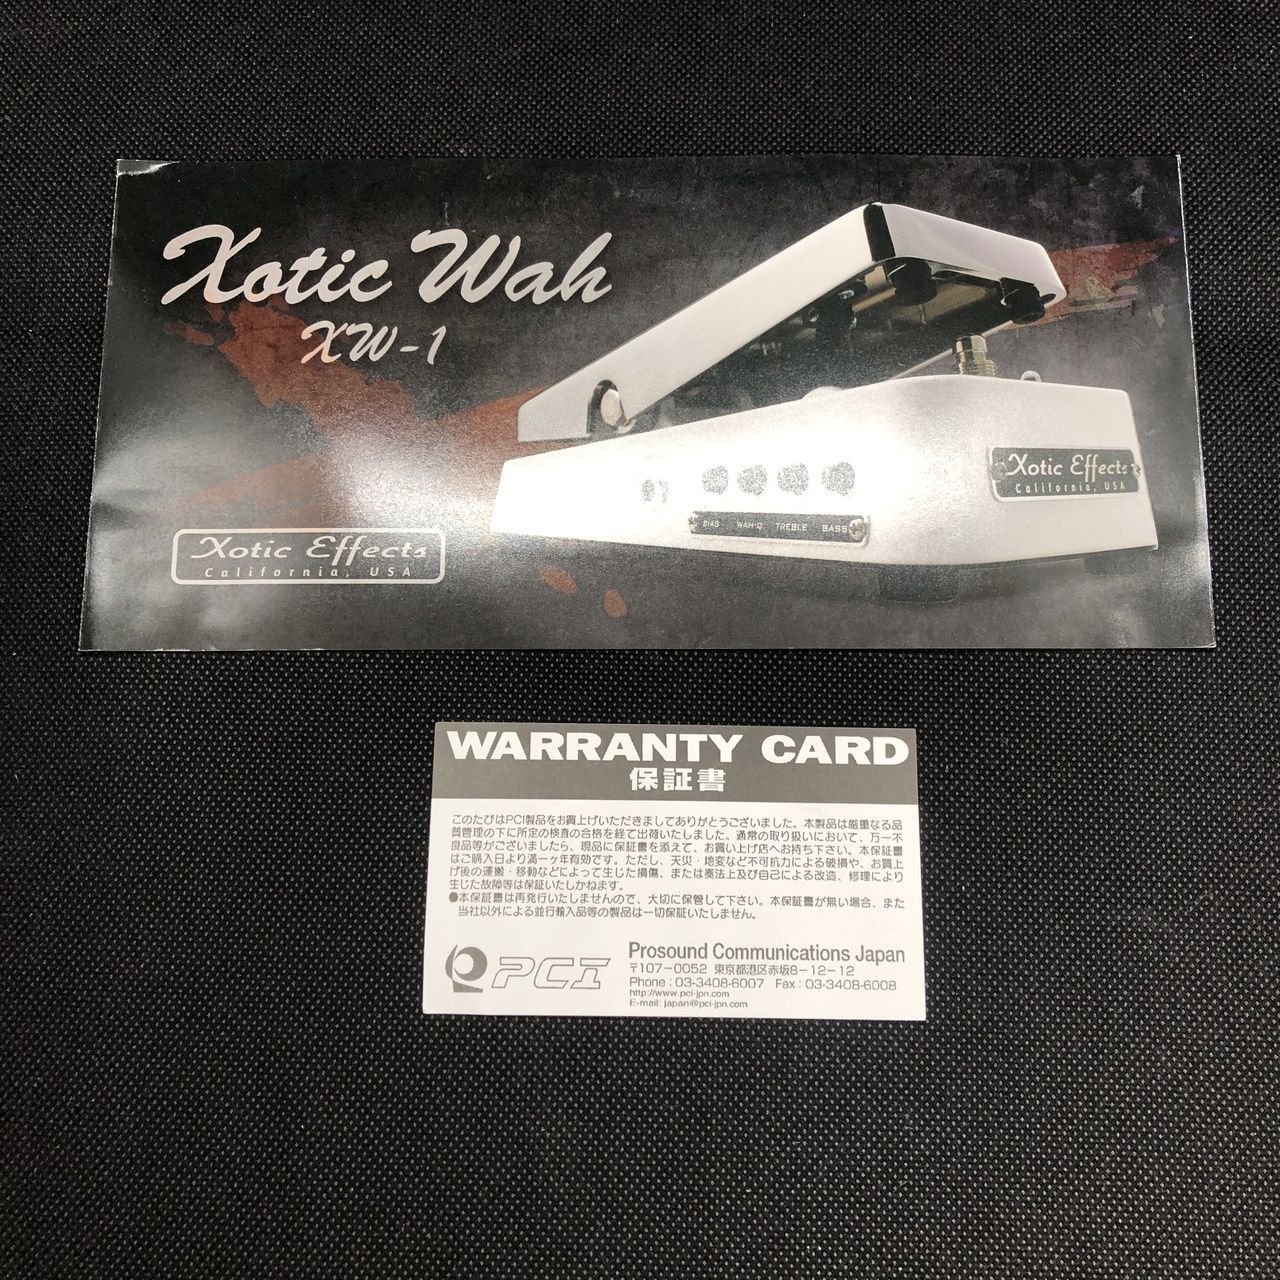 Xotic Wah
XW-1
Xotic Effects
California, USA
BIAS WAH-Q TREBLE BASS
Xotic Effects
California, USA
WARRANTY CARD
保証書
このたびはPCI製品をお買上げいただきましてありがとうございました。本製品は厳重なる品
質管理の下に所定の検査の合格を経て出荷いたしました。通常の取り扱いにおいて、万一不
良品等がございましたら、現品に保証書を添えて、お買い上げ店へお持ち下さい。本保証書
はご購入日より満一ヶ年有効です。ただし、天災・地変など不可抗力による破損や、お買上
げ後の運搬・移動などによって生じた損傷、または奏法上及び自己による改造、修理により
生じた故障等は保証いたしかねます。
●本保証書は再発行いたしませんので、大切に保管して下さい。本保証書が無い場合、また
当社以外による並行輸入品等の製品は一切保証いたしません。
PCI
Prosound Communications Japan
〒107-0052 東京都港区赤坂8-12-12
Phone : 03-3408-6007 Fax : 03-3408-6008
http://www.pci-jpn.com
E-mail: japan@pci-jpn.com